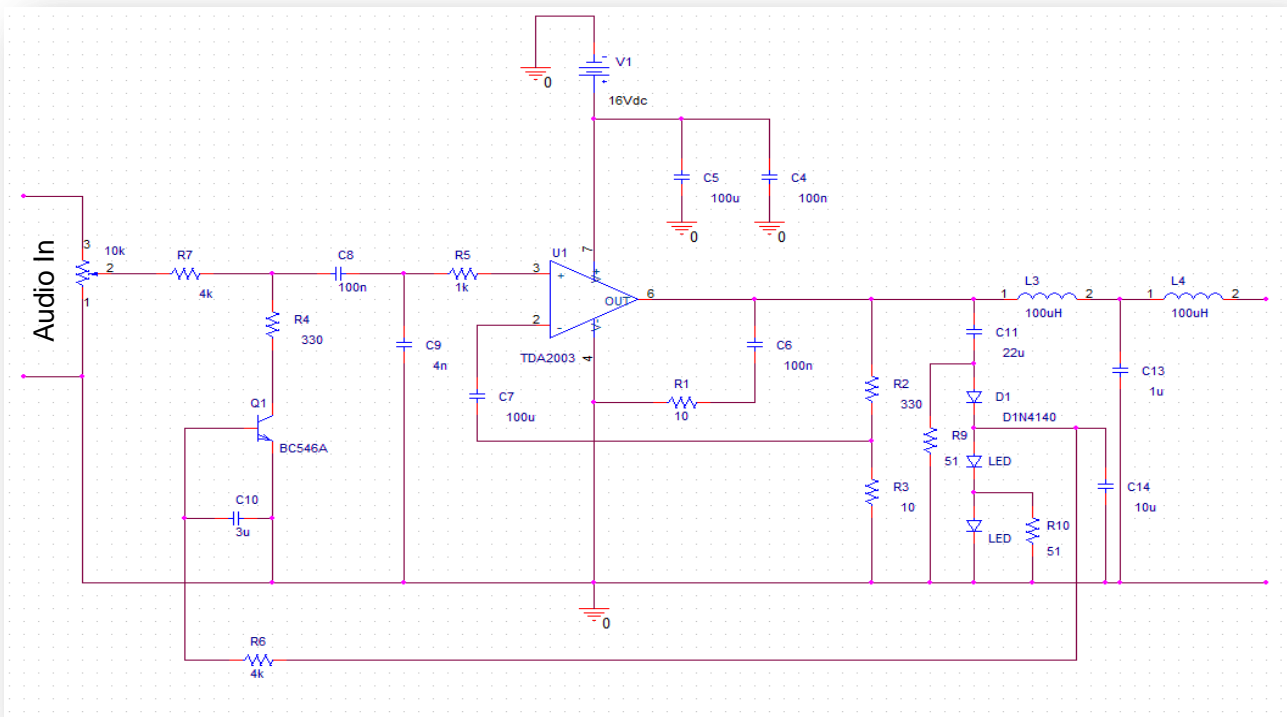 V1
16Vdc
0
C5
100u
0
C4
100n
0
Audio In
3
10k
2
1
R7
4k
C8
100n
R5
1k
U1
3
+
7
V+
OUT
6
2
-
V-
4
TDA2003
R4
330
C9
4n
C7
100u
R1
10
C6
100n
R2
330
R3
10
L3
1
2
100uH
L4
1
2
100uH
C11
22u
D1
D1N4140
R9
51
LED
LED
R10
51
C13
1u
C14
10u
Q1
BC546A
C10
3u
0
R6
4k